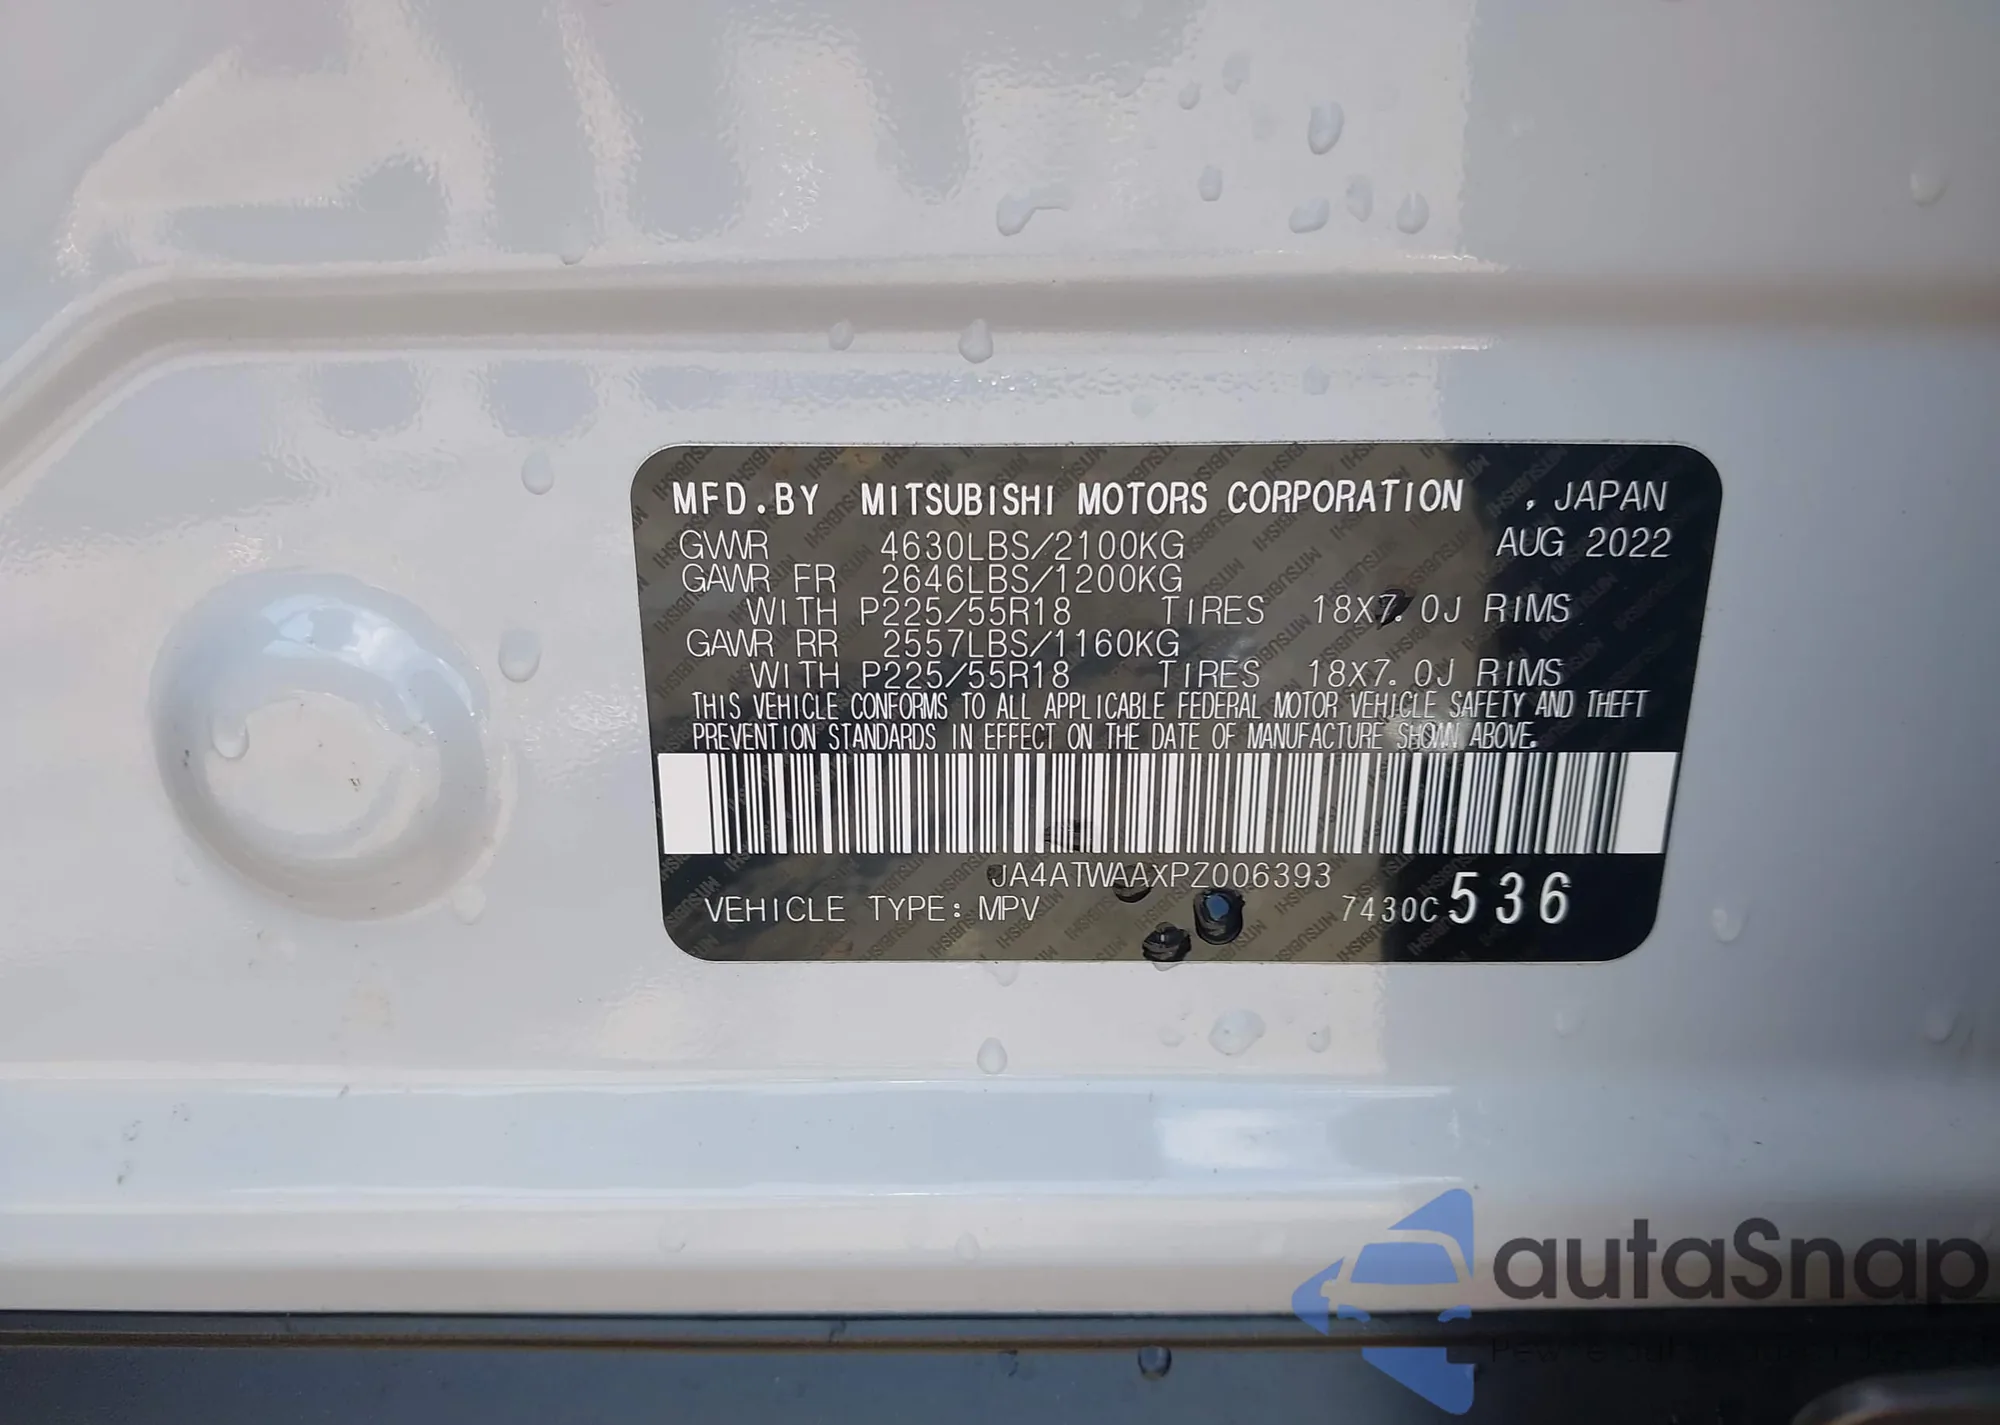 MFD.BY MITSUBISHI MOTORS CORPORATION , JAPAN
GVWR 4630LBS/2100KG AUG 2022
GAWR FR 2646LBS/1200KG
WITH P225/55R18 TIRES 18X7.0J RIMS
GAWR RR 2557LBS/1160KG
WITH P225/55R18 TIRES 18X7.0J RIMS
THIS VEHICLE CONFORMS TO ALL APPLICABLE FEDERAL MOTOR VEHICLE SAFETY AND THEFT
PREVENTION STANDARDS IN EFFECT ON THE DATE OF MANUFACTURE SHOWN ABOVE.
JA4ATWAAXPZ006393
VEHICLE TYPE: MPV 7430C 536
autaSnap